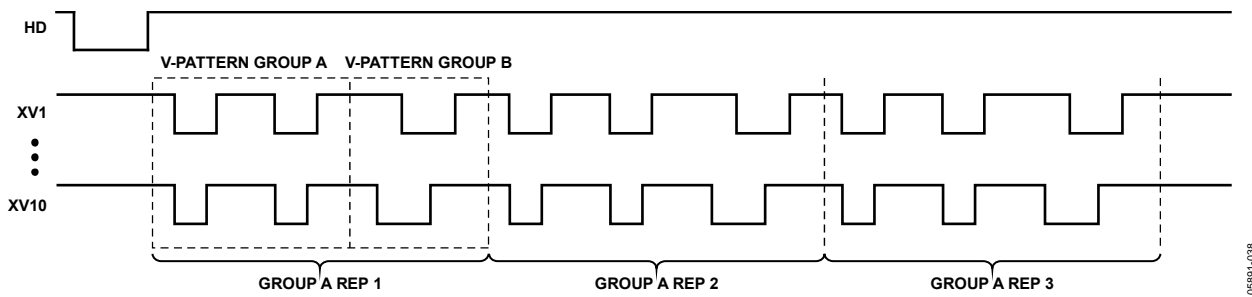 HD
V-PATTERN GROUP A V-PATTERN GROUP B
XV1
XV10
GROUP A REP 1 GROUP A REP 2 GROUP A REP 3
05891-038